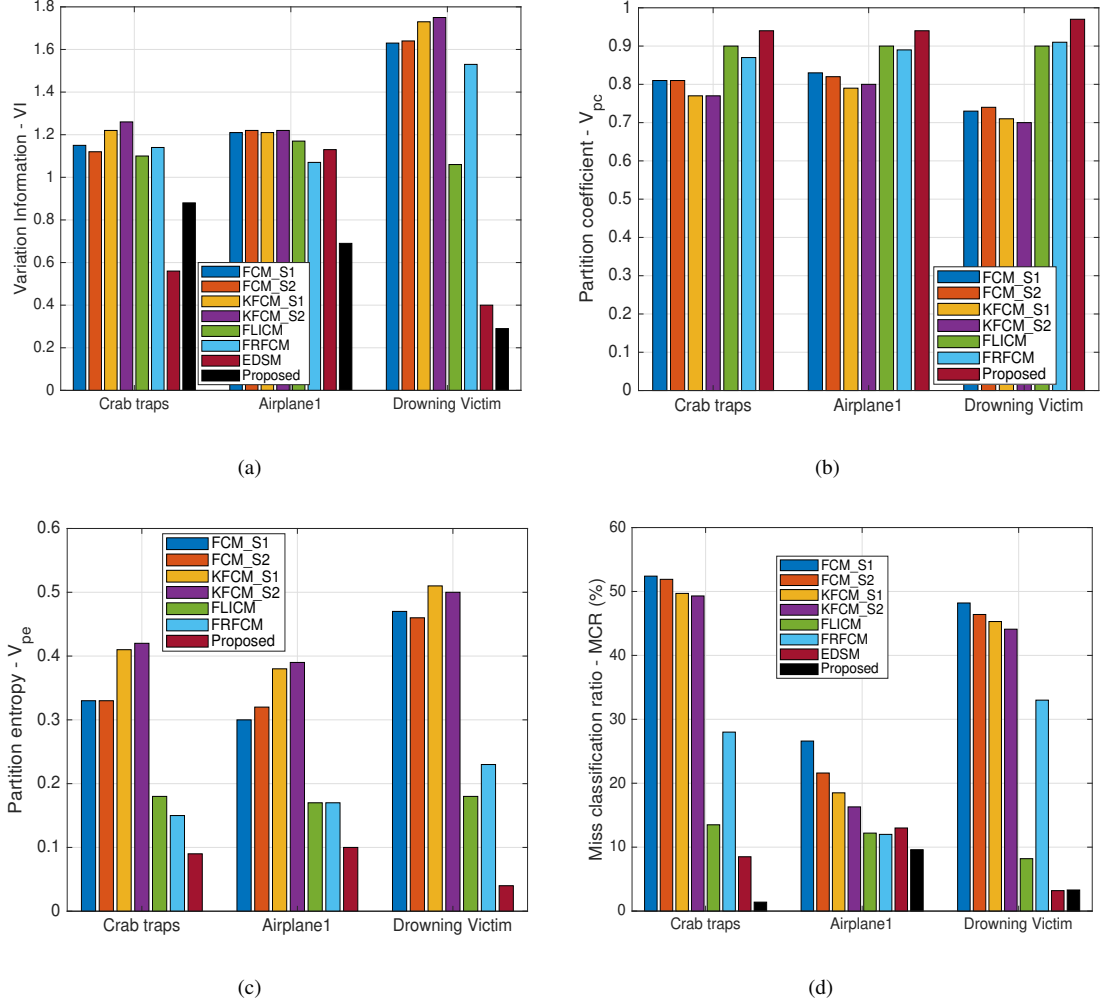 1.8
1.6
1.4
1.2
1
0.8
0.6
0.4
0.2
0
Variation Information - VI
FCM_S1
FCM_S2
KFCM_S1
KFCM_S2
FLICM
FRFCM
EDSM
Proposed
Crab traps Airplane1 Drowning Victim
(a)
1
0.9
0.8
0.7
0.6
0.5
0.4
0.3
0.2
0.1
0
Partition coefficient - Vpc
FCM_S1
FCM_S2
KFCM_S1
KFCM_S2
FLICM
FRFCM
Proposed
Crab traps Airplane1 Drowning Victim
(b)
0.6
0.5
0.4
0.3
0.2
0.1
0
Partition entropy - Vpe
FCM_S1
FCM_S2
KFCM_S1
KFCM_S2
FLICM
FRFCM
Proposed
Crab traps Airplane1 Drowning Victim
(c)
60
50
40
30
20
10
0
Miss classification ratio - MCR (%)
FCM_S1
FCM_S2
KFCM_S1
KFCM_S2
FLICM
FRFCM
EDSM
Proposed
Crab traps Airplane1 Drowning Victim
(d)